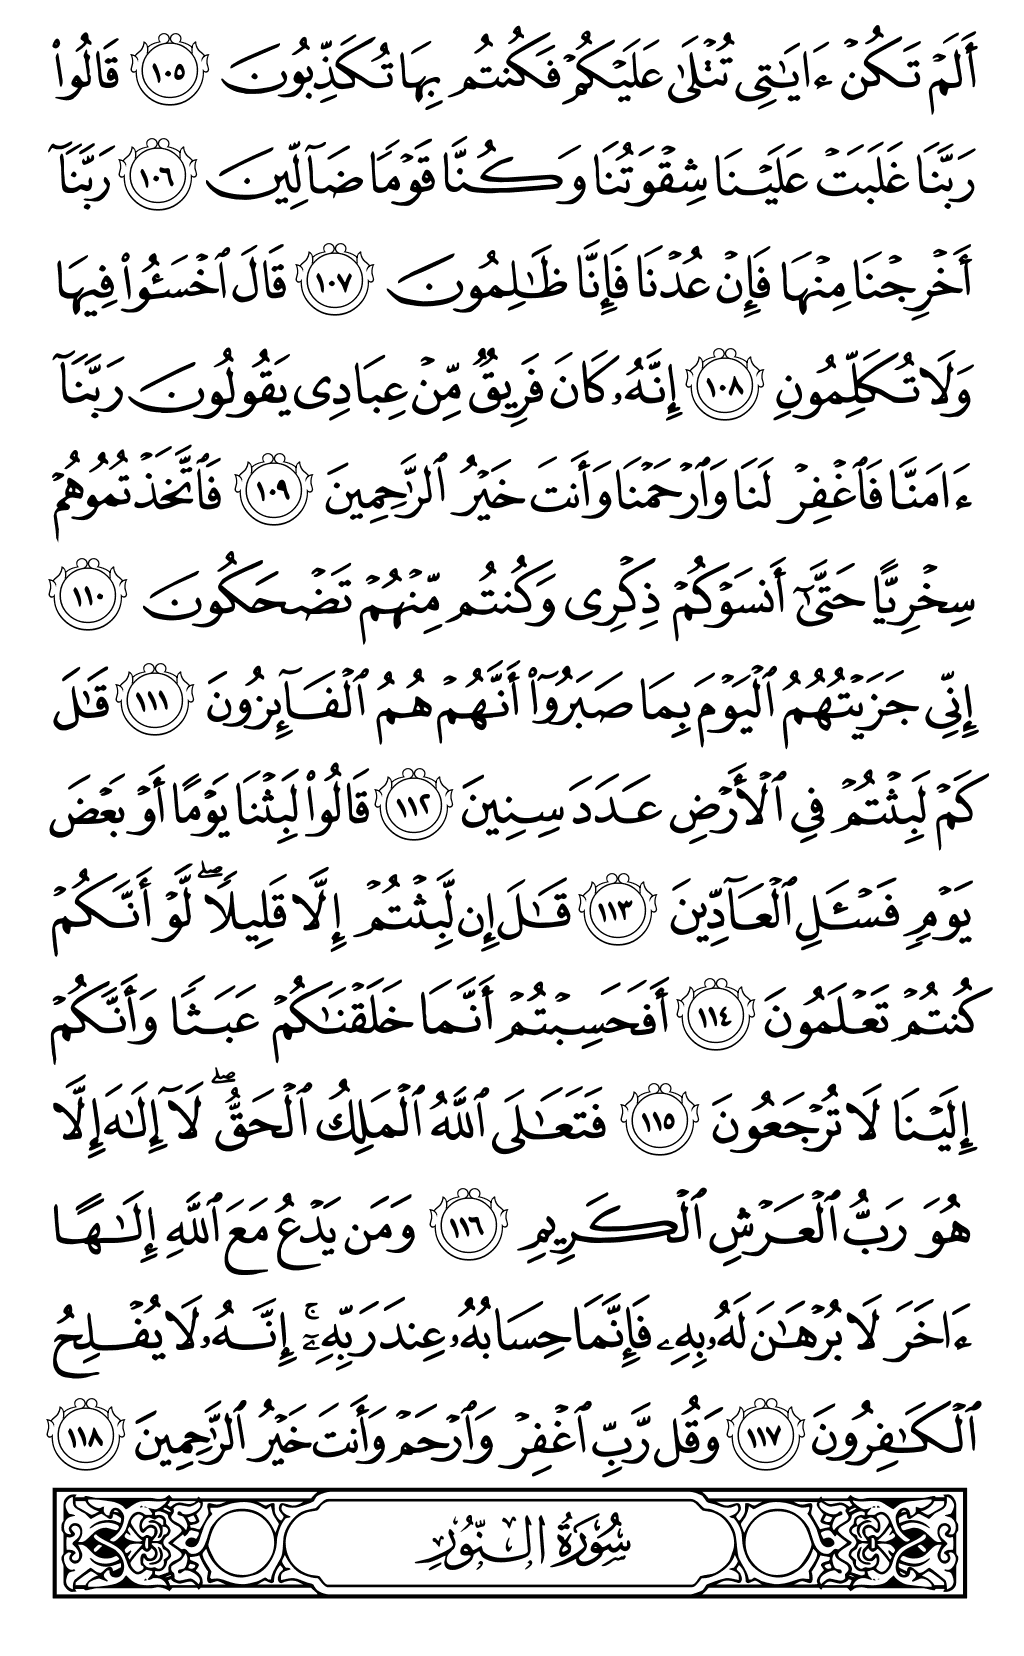 أَلَمۡ تَكُنۡ ءَايَٰتِي تُتۡلَىٰ عَلَيۡكُمۡ فَكُنتُم بِهَا تُكَذِّبُونَ ١٠٥ قَالُواْ
رَبَّنَا غَلَبَتۡ عَلَيۡنَا شِقۡوَتُنَا وَكُنَّا قَوۡمٗا ضَآلِّينَ ١٠٦ رَبَّنَآ
أَخۡرِجۡنَا مِنۡهَا فَإِنۡ عُدۡنَا فَإِنَّا ظَٰلِمُونَ ١٠٧ قَالَ ٱخۡسَـُٔواْ فِيهَا
وَلَا تُكَلِّمُونِ ١٠٨ إِنَّهُۥ كَانَ فَرِيقٞ مِّنۡ عِبَادِي يَقُولُونَ رَبَّنَآ
ءَامَنَّا فَٱغۡفِرۡ لَنَا وَٱرۡحَمۡنَا وَأَنتَ خَيۡرُ ٱلرَّٰحِمِينَ ١٠٩ فَٱتَّخَذۡتُمُوهُمۡ
سِخۡرِيًّا حَتَّىٰٓ أَنسَوۡكُمۡ ذِكۡرِي وَكُنتُم مِّنۡهُمۡ تَضۡحَكُونَ ١١٠
إِنِّي جَزَيۡتُهُمُ ٱلۡيَوۡمَ بِمَا صَبَرُوٓاْ أَنَّهُمۡ هُمُ ٱلۡفَآئِزُونَ ١١١ قَٰلَ
كَمۡ لَبِثۡتُمۡ فِي ٱلۡأَرۡضِ عَدَدَ سِنِينَ ١١٢ قَالُواْ لَبِثۡنَا يَوۡمًا أَوۡ بَعۡضَ
يَوۡمٖ فَسۡـَٔلِ ٱلۡعَآدِّينَ ١١٣ قَٰلَ إِن لَّبِثۡتُمۡ إِلَّا قَلِيلٗاۖ لَّوۡ أَنَّكُمۡ
كُنتُمۡ تَعۡلَمُونَ ١١٤ أَفَحَسِبۡتُمۡ أَنَّمَا خَلَقۡنَٰكُمۡ عَبَثٗا وَأَنَّكُمۡ
إِلَيۡنَا لَا تُرۡجَعُونَ ١١٥ فَتَعَٰلَى ٱللَّهُ ٱلۡمَلِكُ ٱلۡحَقُّۖ لَآ إِلَٰهَ إِلَّا
هُوَ رَبُّ ٱلۡعَرۡشِ ٱلۡكَرِيمِ ١١٦ وَمَن يَدۡعُ مَعَ ٱللَّهِ إِلَٰهًا
ءَاخَرَ لَا بُرۡهَٰنَ لَهُۥ بِهِۦ فَإِنَّمَا حِسَابُهُۥ عِندَ رَبِّهِۦٓۚ إِنَّهُۥ لَا يُفۡلِحُ
ٱلۡكَٰفِرُونَ ١١٧ وَقُل رَّبِّ ٱغۡفِرۡ وَٱرۡحَمۡ وَأَنتَ خَيۡرُ ٱلرَّٰحِمِينَ ١١٨
سُورَةُ النُّورِ